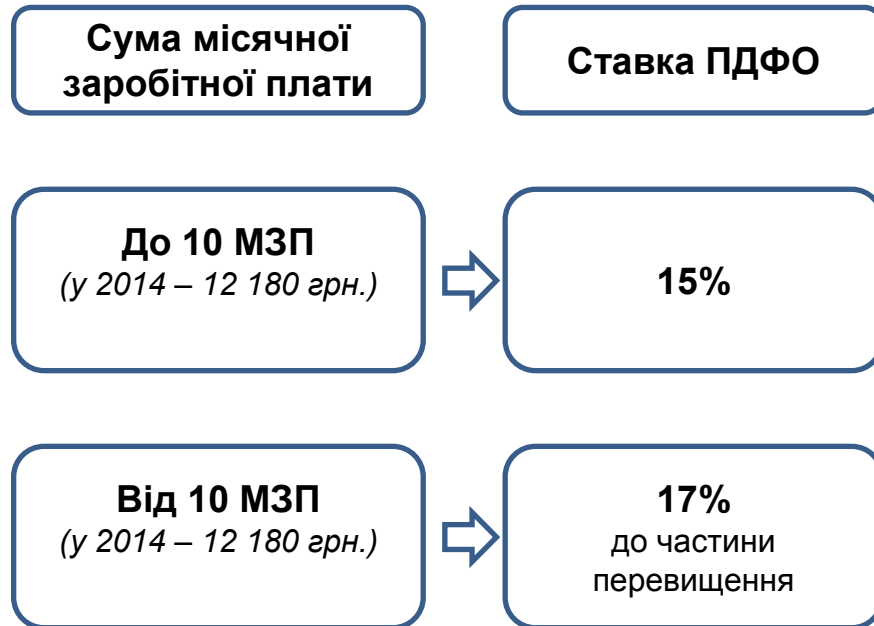 Сума місячної
заробітної плати
Ставка ПДФО
До 10 МЗП
(у 2014 – 12 180 грн.)
15%
Від 10 МЗП
(у 2014 – 12 180 грн.)
17%
до частини
перевищення